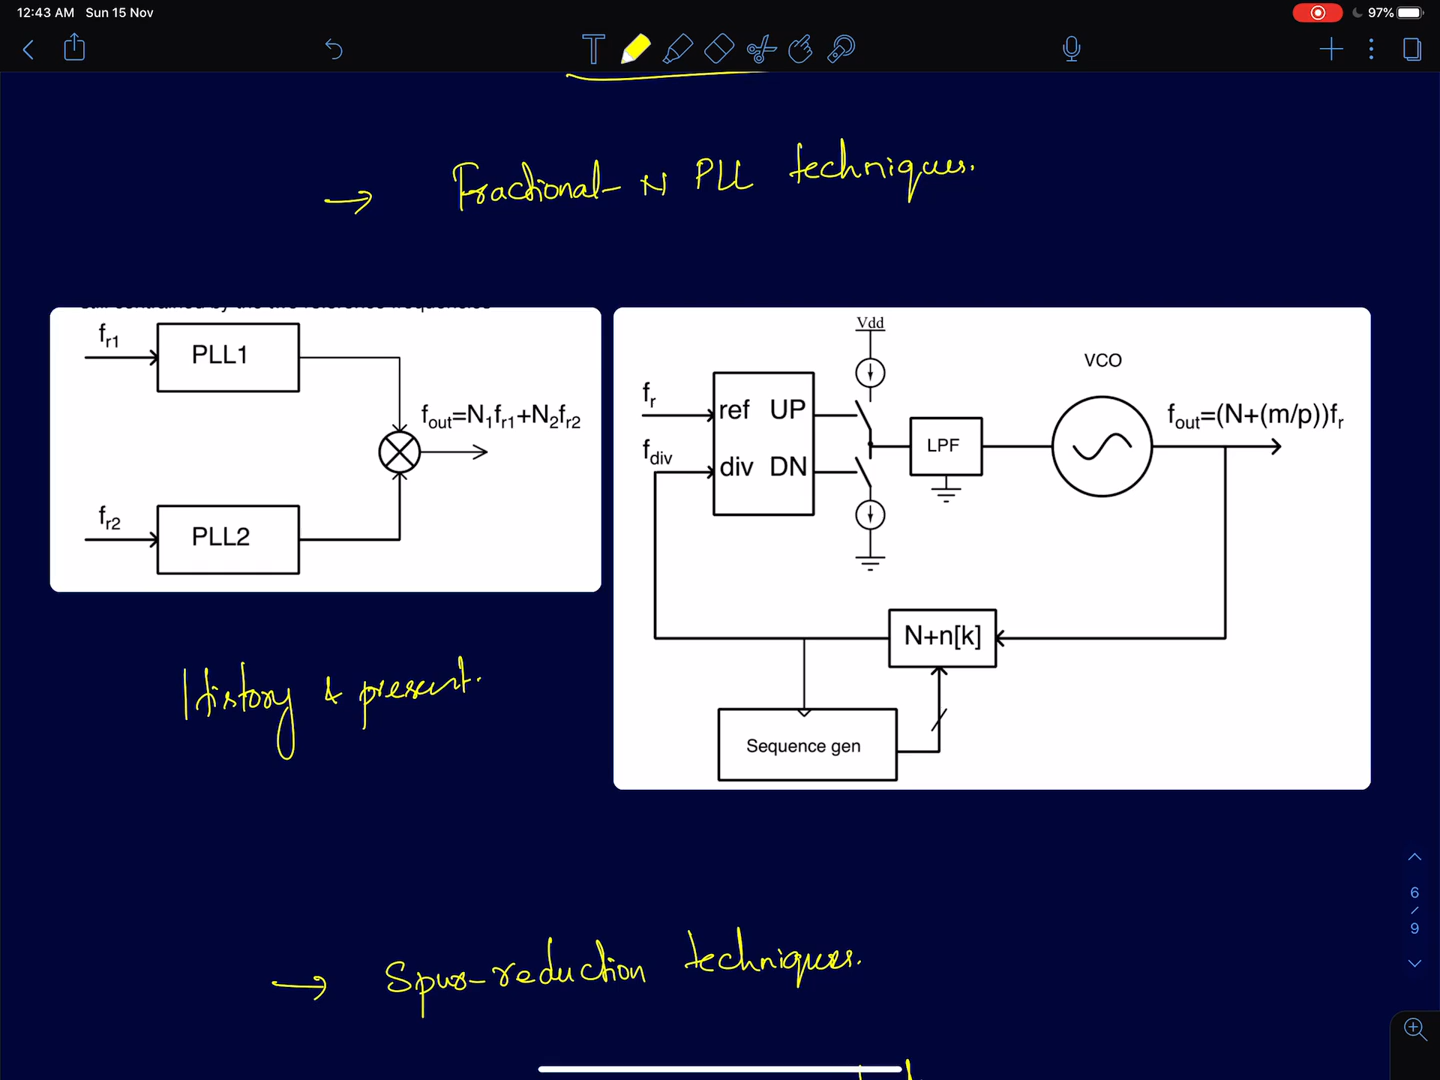 12:43 AM Sun 15 Nov
97%
T
→ Fractional-N PLL techniques.
fr1
PLL1
fout=N1fr1+N2fr2
fr2
PLL2
Vdd
VCO
fr
ref UP
fdiv
div DN
LPF
fout=(N+(m/p))fr
N+n[k]
Sequence gen
History & present.
6
/
9
→ Spur-reduction techniques.